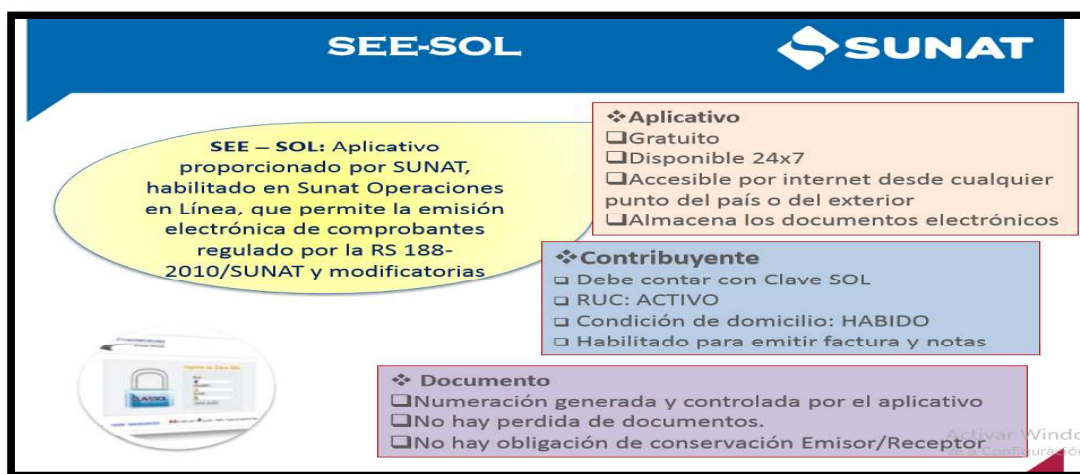 SEE-SOL
SUNAT
SEE – SOL: Aplicativo
proporcionado por SUNAT,
habilitado en Sunat Operaciones
en Línea, que permite la emisión
electrónica de comprobantes
regulado por la RS 188-
2010/SUNAT y modificatorias
❖Aplicativo
❑Gratuito
❑Disponible 24x7
❑Accesible por internet desde cualquier
punto del país o del exterior
❑Almacena los documentos electrónicos
❖Contribuyente
❑ Debe contar con Clave SOL
❑ RUC: ACTIVO
❑ Condición de domicilio: HABIDO
❑ Habilitado para emitir factura y notas
CLAVESOL
❖ Documento
❑Numeración generada y controlada por el aplicativo
❑No hay perdida de documentos.
❑No hay obligación de conservación Emisor/Receptor
Activar Windo